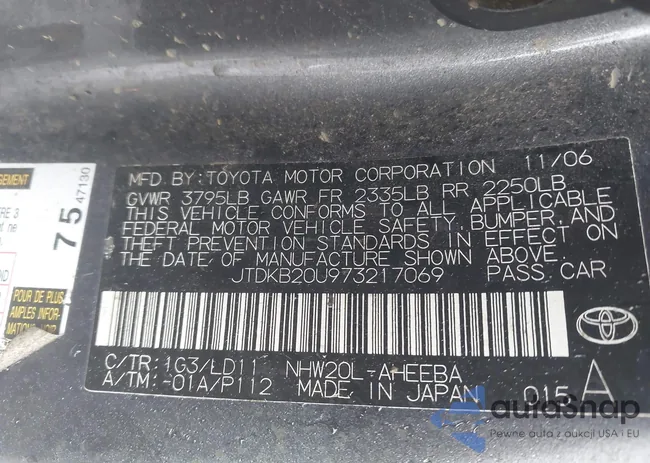 MFD. BY: TOYOTA MOTOR CORPORATION 11/06
GVWR 3795LB GAWR FR 2335LB RR 2250LB
THIS VEHICLE CONFORMS TO ALL APPLICABLE
FEDERAL MOTOR VEHICLE SAFETY, BUMPER, AND
THEFT PREVENTION STANDARDS IN EFFECT ON
THE DATE OF MANUFACTURE SHOWN ABOVE.
JTDKB20U973217069 PASS CAR
C/TR: 1G3/LD11 NHW20L-AHEEBA
A/TM: -01A/P112 MADE IN JAPAN 015 A
75 47130
POUR DE PLUS
AMPLES INFOR-
autoSnap
Pewne auta z aukcji USA i EU